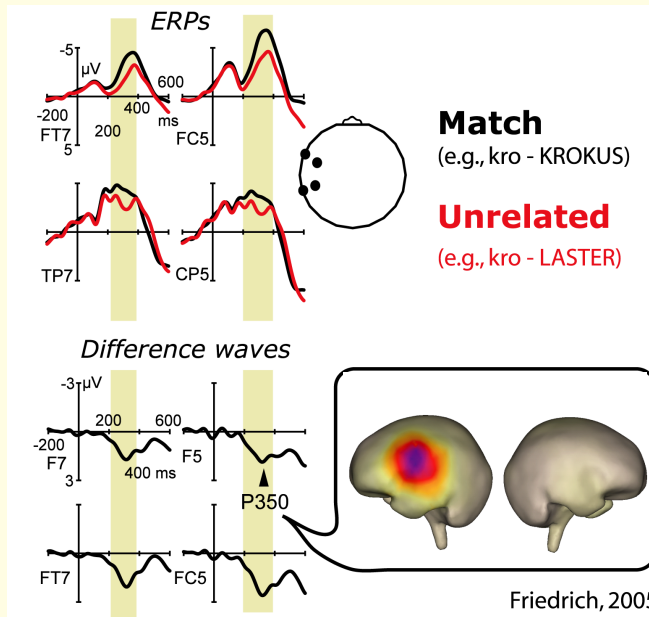 ERPs
-5
µV
600
-200
400
ms
FT7
200
FC5
5
Match
(e.g., kro - KROKUS)
Unrelated
(e.g., kro - LASTER)
TP7
CP5
Difference waves
-3
µV
200
600
-200
F7
F5
3
400 ms
P350
FT7
FC5
Friedrich, 2005